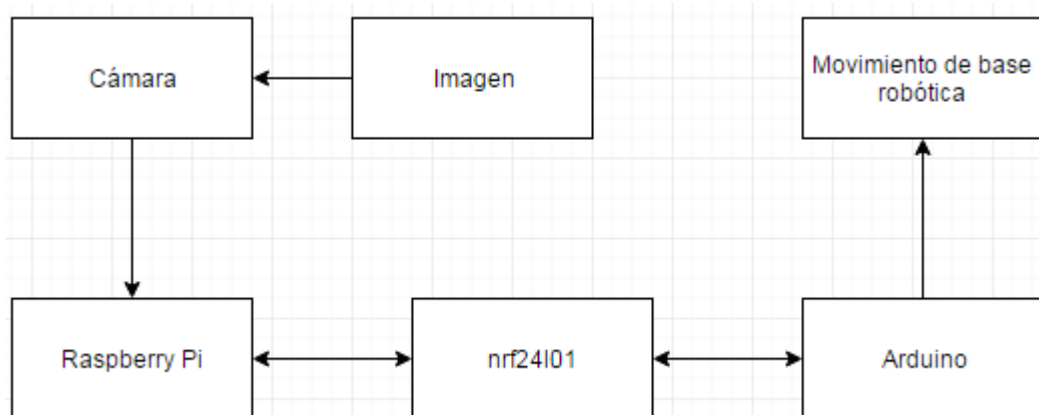 Cámara
Imagen
Movimiento de base
robótica
Raspberry Pi
nrf24l01
Arduino